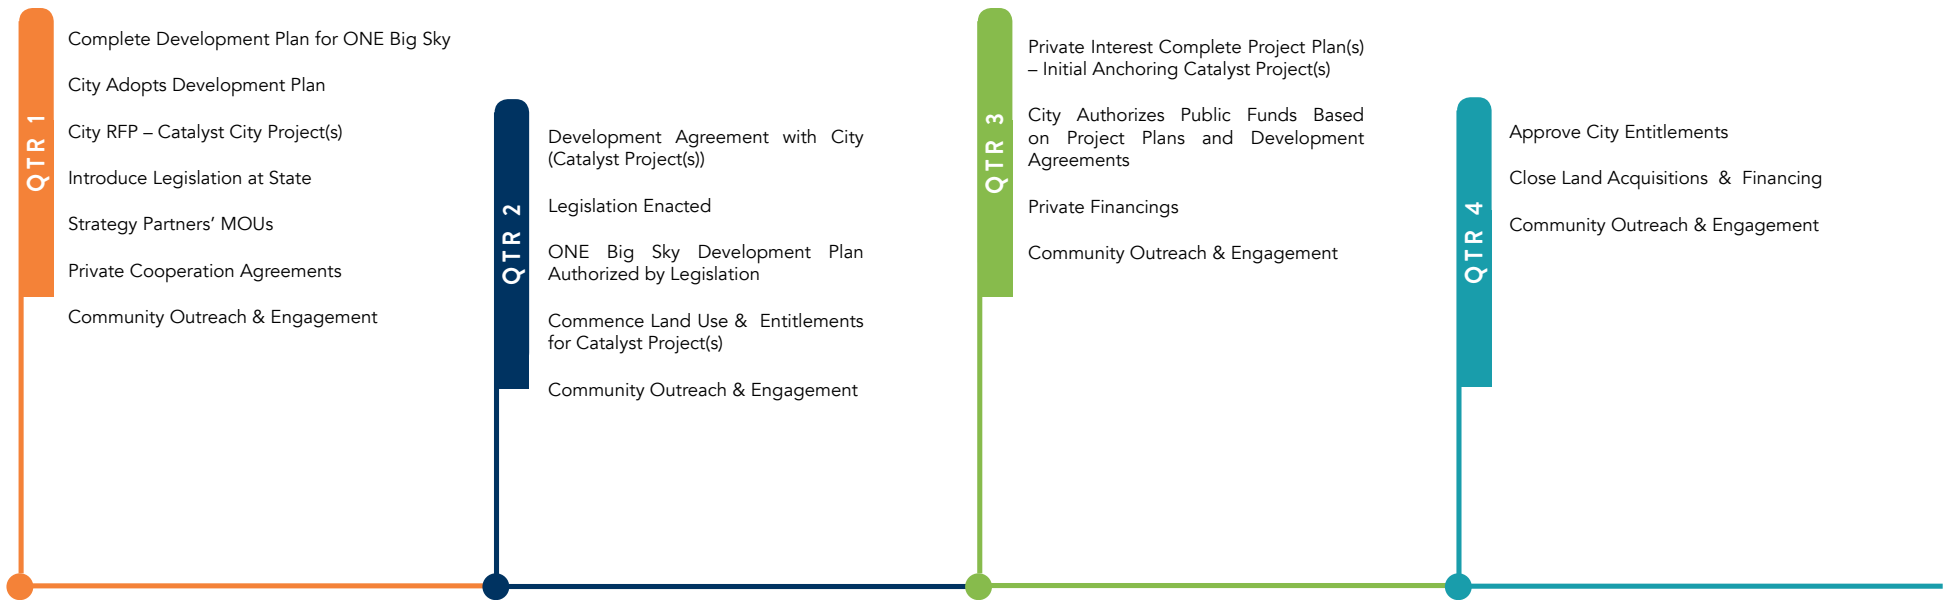 QTR 1
Complete Development Plan for ONE Big Sky
City Adopts Development Plan
City RFP – Catalyst City Project(s)
Introduce Legislation at State
Strategy Partners’ MOUs
Private Cooperation Agreements
Community Outreach & Engagement
QTR 2
Development Agreement with City
(Catalyst Project(s))
Legislation Enacted
ONE Big Sky Development Plan
Authorized by Legislation
Commence Land Use & Entitlements
for Catalyst Project(s)
Community Outreach & Engagement
QTR 3
Private Interest Complete Project Plan(s)
– Initial Anchoring Catalyst Project(s)
City Authorizes Public Funds Based
on Project Plans and Development
Agreements
Private Financings
Community Outreach & Engagement
QTR 4
Approve City Entitlements
Close Land Acquisitions & Financing
Community Outreach & Engagement